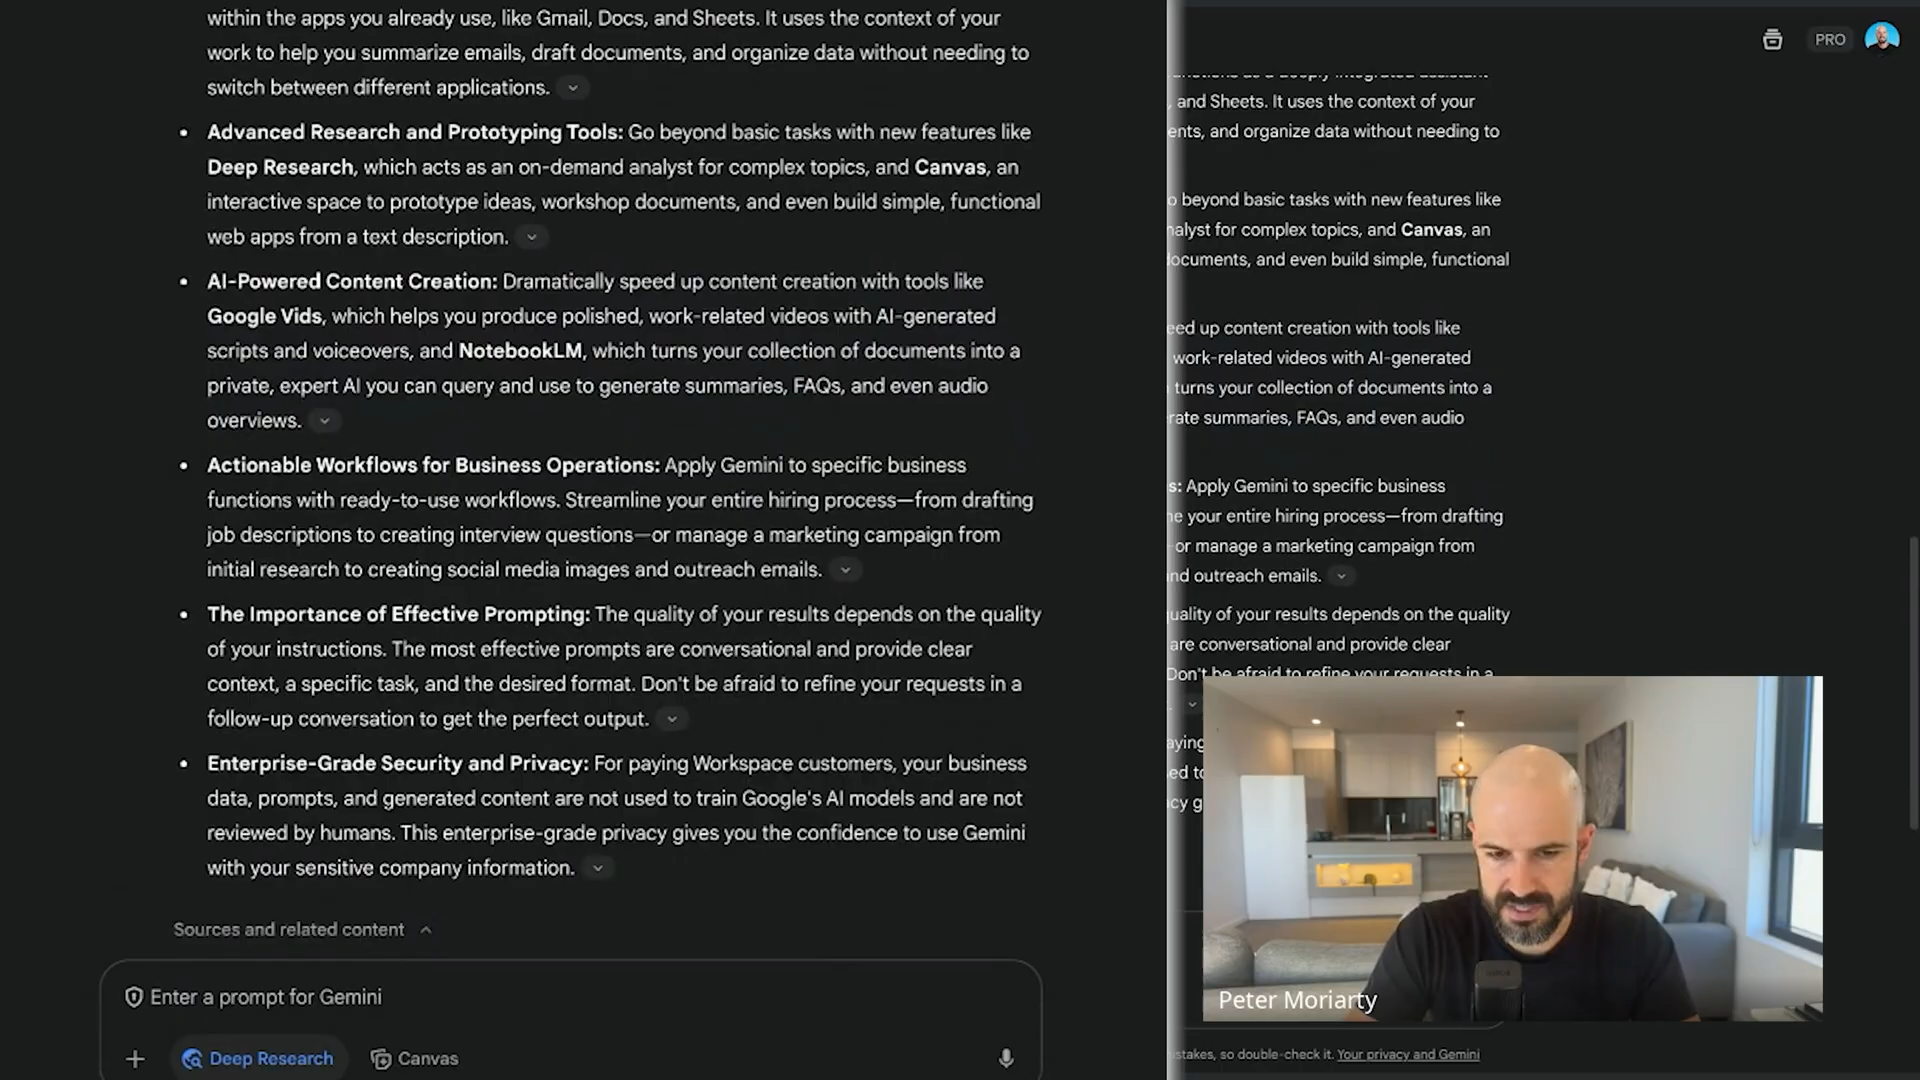 within the apps you already use, like Gmail, Docs, and Sheets. It uses the context of your
work to help you summarize emails, draft documents, and organize data without needing to
switch between different applications.
• Advanced Research and Prototyping Tools: Go beyond basic tasks with new features like
Deep Research, which acts as an on-demand analyst for complex topics, and Canvas, an
interactive space to prototype ideas, workshop documents, and even build simple, functional
web apps from a text description.
• AI-Powered Content Creation: Dramatically speed up content creation with tools like
Google Vids, which helps you produce polished, work-related videos with AI-generated
scripts and voiceovers, and NotebookLM, which turns your collection of documents into a
private, expert AI you can query and use to generate summaries, FAQs, and even audio
overviews.
• Actionable Workflows for Business Operations: Apply Gemini to specific business
functions with ready-to-use workflows. Streamline your entire hiring process—from drafting
job descriptions to creating interview questions—or manage a marketing campaign from
initial research to creating social media images and outreach emails.
• The Importance of Effective Prompting: The quality of your results depends on the quality
of your instructions. The most effective prompts are conversational and provide clear
context, a specific task, and the desired format. Don't be afraid to refine your requests in a
follow-up conversation to get the perfect output.
• Enterprise-Grade Security and Privacy: For paying Workspace customers, your business
data, prompts, and generated content are not used to train Google's AI models and are not
reviewed by humans. This enterprise-grade privacy gives you the confidence to use Gemini
with your sensitive company information.
Sources and related content
Enter a prompt for Gemini
Deep Research
Canvas
PRO
, and Sheets. It uses the context of your
ents, and organize data without needing to
beyond basic tasks with new features like
alyst for complex topics, and Canvas, an
ocuments, and even build simple, functional
eed up content creation with tools like
work-related videos with AI-generated
turns your collection of documents into a
rate summaries, FAQs, and even audio
s: Apply Gemini to specific business
e your entire hiring process—from drafting
or manage a marketing campaign from
nd outreach emails.
uality of your results depends on the quality
are conversational and provide clear
Don't be afraid to refine your requests in a
aying
ed to
cy g
Peter Moriarty
istakes, so double-check it. Your privacy and Gemini